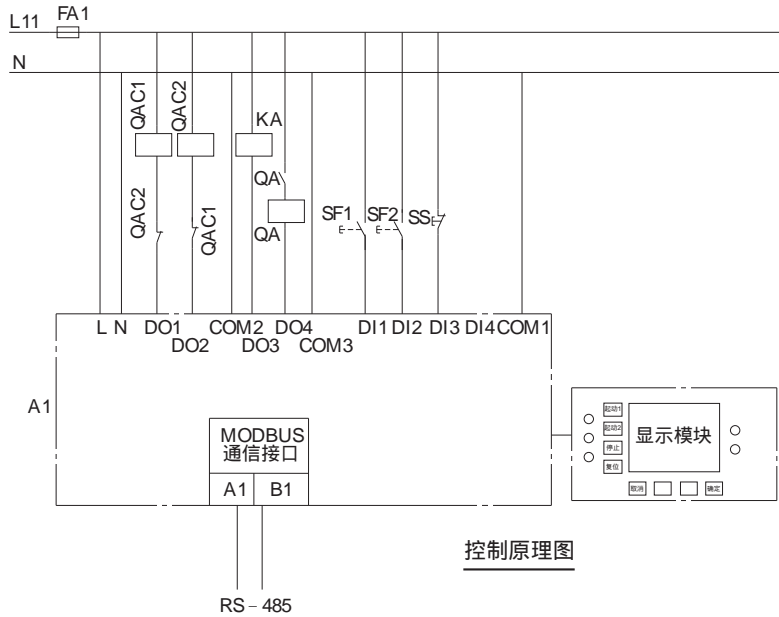 FA1
L11
N
QAC1
QAC2
KA
QAC2
QAC1
QA
QA
SF1
SF2
SS
L N DO1 COM2 DO4 DI1 DI2 DI3 DI4 COM1
DO2 DO3 COM3
A1
MODBUS
通信接口
A1 B1
RS-485
起动1
起动2
停止
复位
显示模块
取消
确定
控制原理图